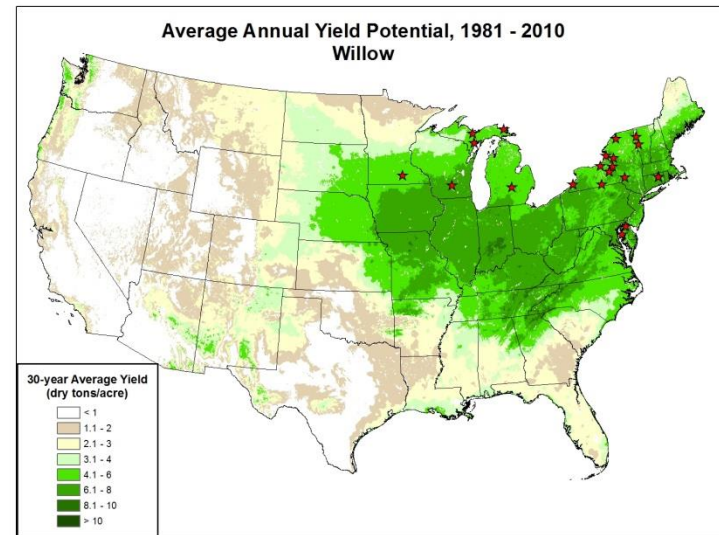 Average Annual Yield Potential, 1981 - 2010
Willow
30-year Average Yield
(dry tons/acre)
< 1
1.1 - 2
2.1 - 3
3.1 - 4
4.1 - 6
6.1 - 8
8.1 - 10
> 10